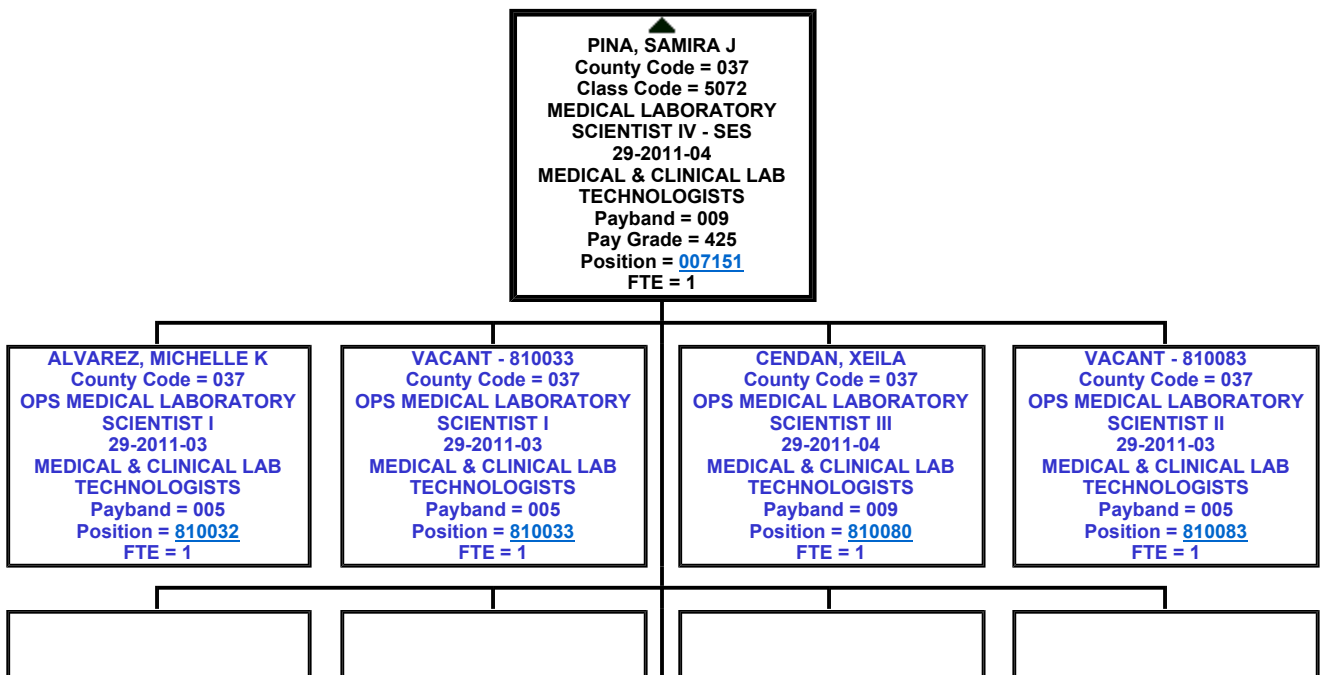 PINA, SAMIRA J
County Code = 037
Class Code = 5072
MEDICAL LABORATORY
SCIENTIST IV - SES
29-2011-04
MEDICAL & CLINICAL LAB
TECHNOLOGISTS
Payband = 009
Pay Grade = 425
Position = 007151
FTE = 1
ALVAREZ, MICHELLE K
County Code = 037
OPS MEDICAL LABORATORY
SCIENTIST I
29-2011-03
MEDICAL & CLINICAL LAB
TECHNOLOGISTS
Payband = 005
Position = 810032
FTE = 1
VACANT - 810033
County Code = 037
OPS MEDICAL LABORATORY
SCIENTIST I
29-2011-03
MEDICAL & CLINICAL LAB
TECHNOLOGISTS
Payband = 005
Position = 810033
FTE = 1
CENDAN, XEILA
County Code = 037
OPS MEDICAL LABORATORY
SCIENTIST III
29-2011-04
MEDICAL & CLINICAL LAB
TECHNOLOGISTS
Payband = 009
Position = 810080
FTE = 1
VACANT - 810083
County Code = 037
OPS MEDICAL LABORATORY
SCIENTIST II
29-2011-03
MEDICAL & CLINICAL LAB
TECHNOLOGISTS
Payband = 005
Position = 810083
FTE = 1